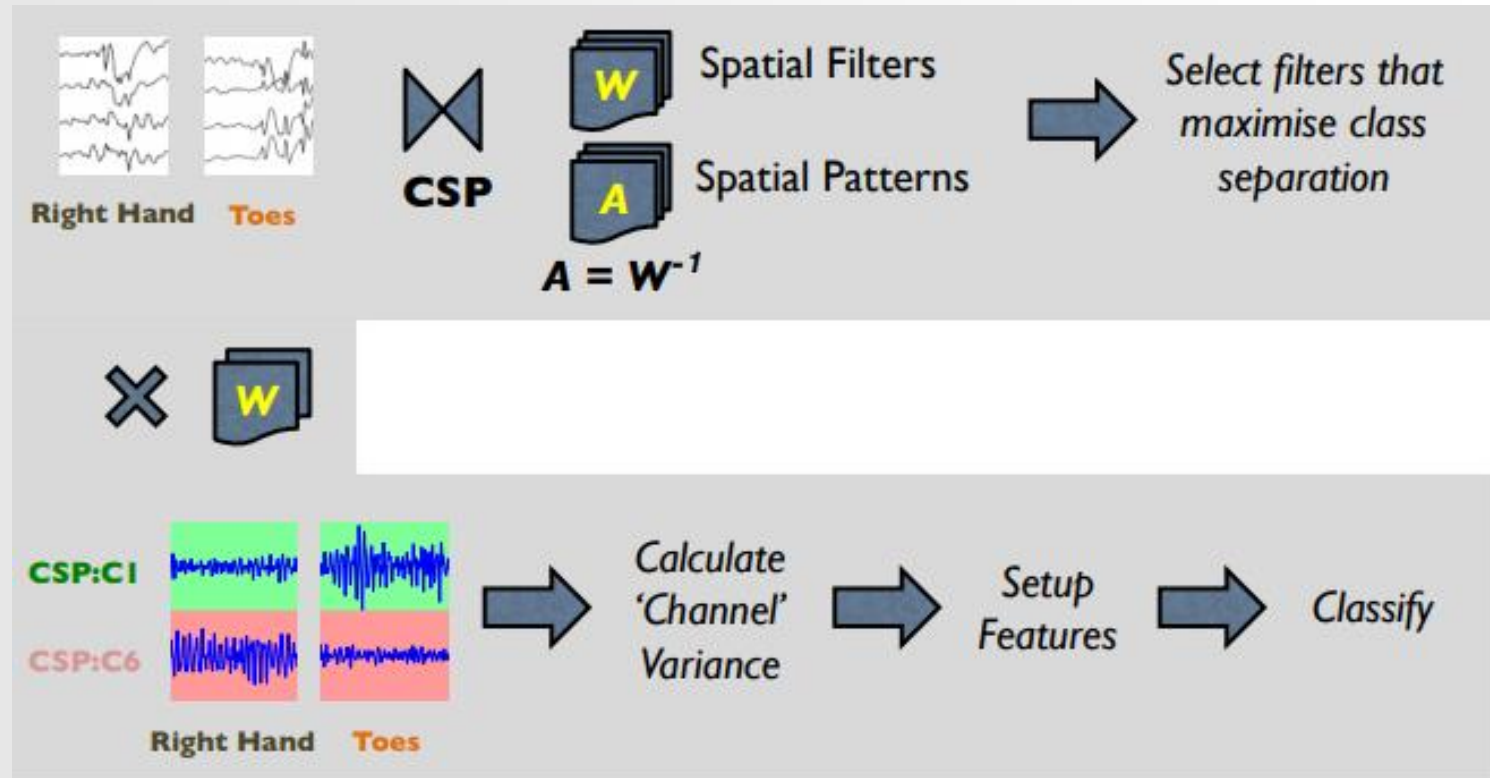 Right Hand
Toes
CSP
W
Spatial Filters
A
Spatial Patterns
A = W⁻¹
Select filters that
maximise class
separation
W
CSP:C1
CSP:C6
Right Hand
Toes
Calculate
‘Channel’
Variance
Setup
Features
Classify